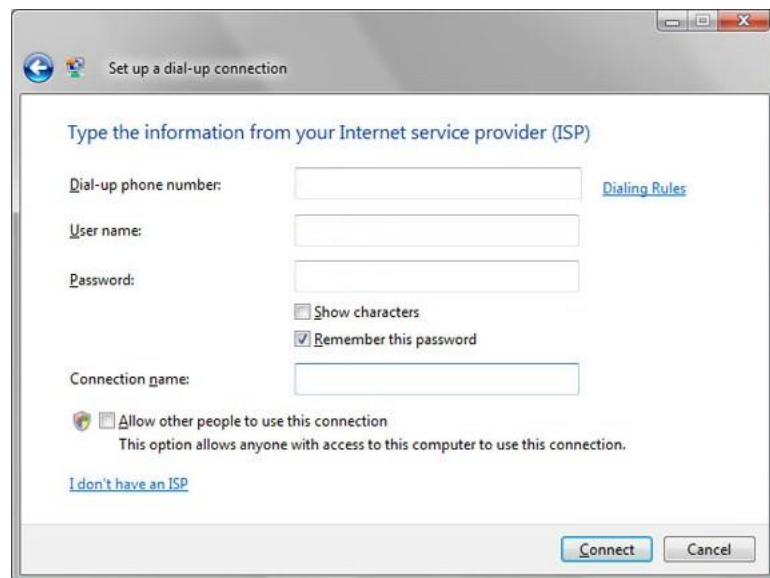 Set up a dial-up connection
Type the information from your Internet service provider (ISP)
Dial-up phone number:
Dialing Rules
User name:
Password:
Show characters
Remember this password
Connection name:
Allow other people to use this connection
This option allows anyone with access to this computer to use this connection.
I don't have an ISP
Connect
Cancel